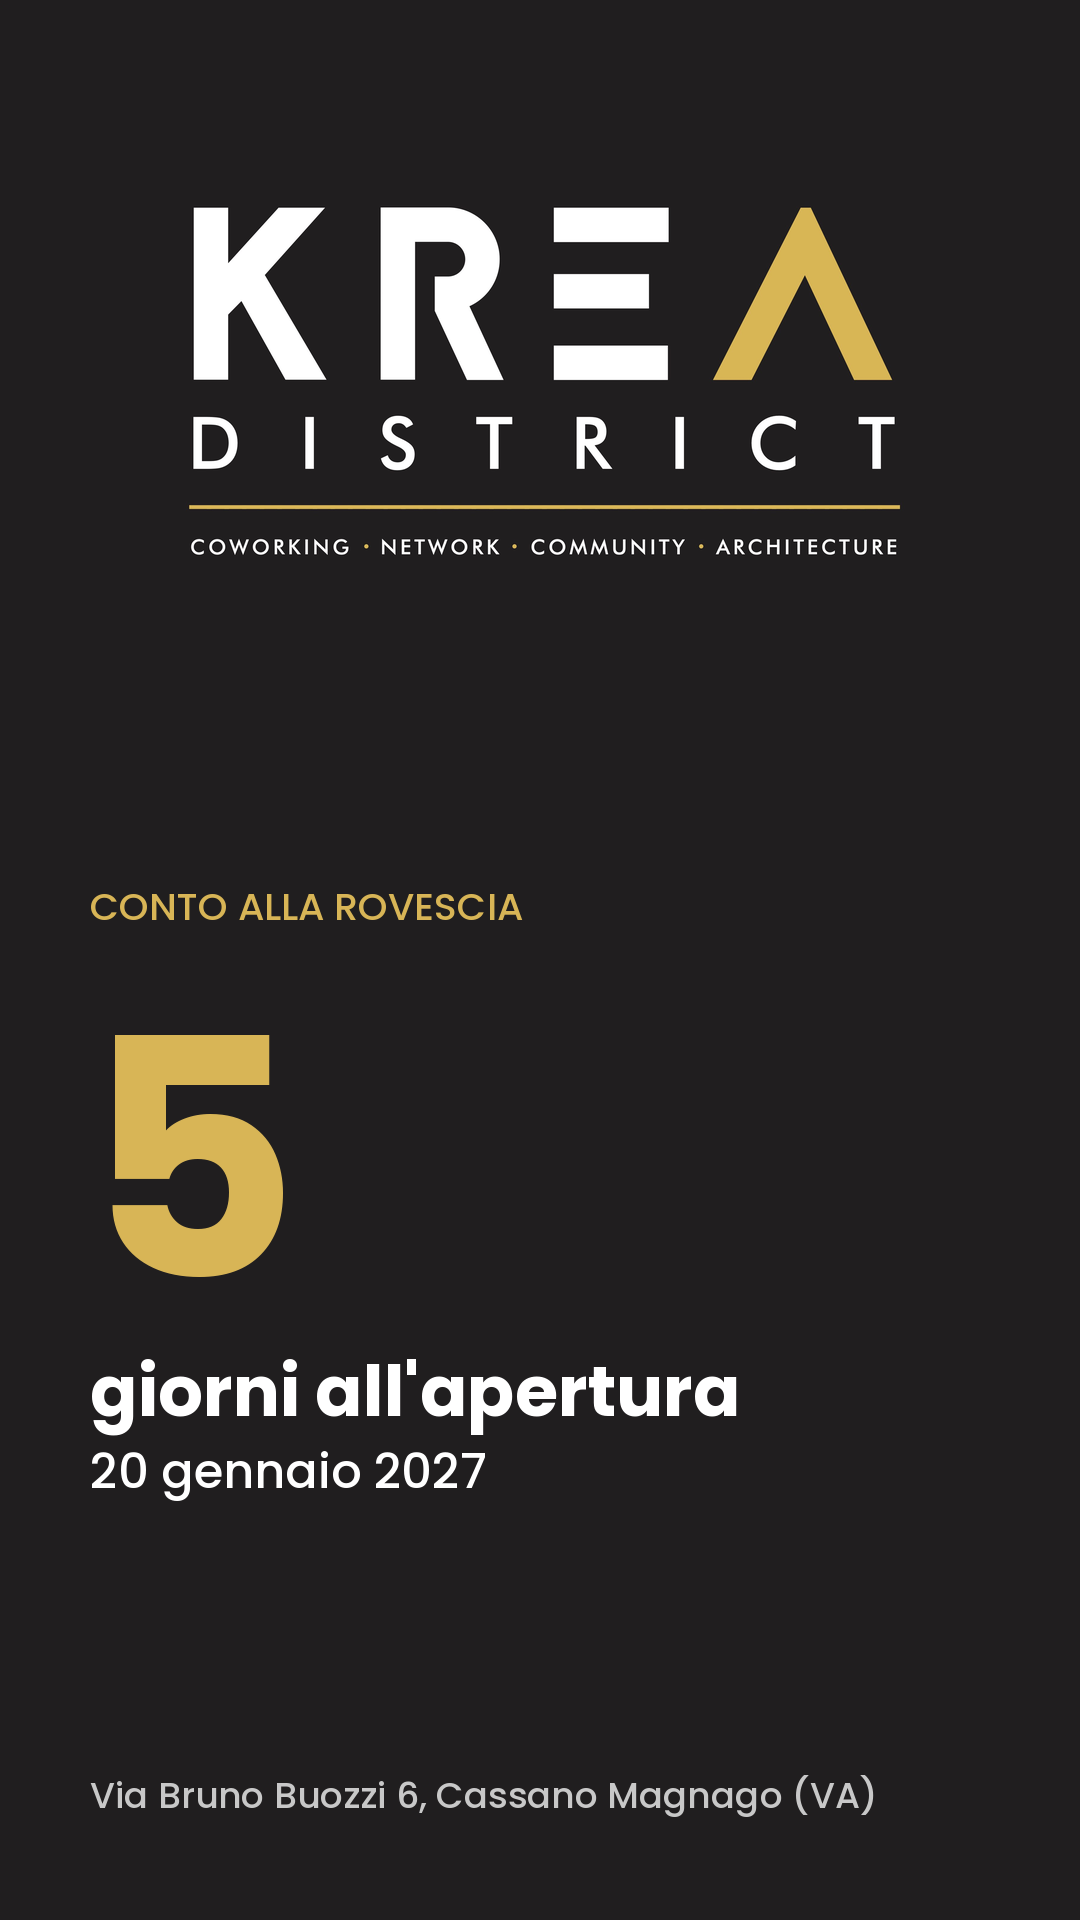 KREA
DISTRICT
COWORKING · NETWORK · COMMUNITY · ARCHITECTURE
CONTO ALLA ROVESCIA
5
giorni all'apertura
20 gennaio 2027
Via Bruno Buozzi 6, Cassano Magnago (VA)